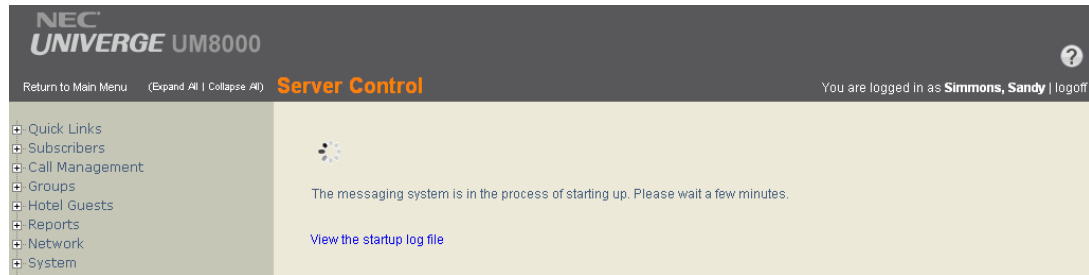 NEC
UNIVERGE UM8000
?
Return to Main Menu (Expand All | Collapse All) Server Control You are logged in as Simmons, Sandy | logoff
Quick Links
Subscribers
Call Management
Groups
Hotel Guests
Reports
Network
System
The messaging system is in the process of starting up. Please wait a few minutes.
View the startup log file